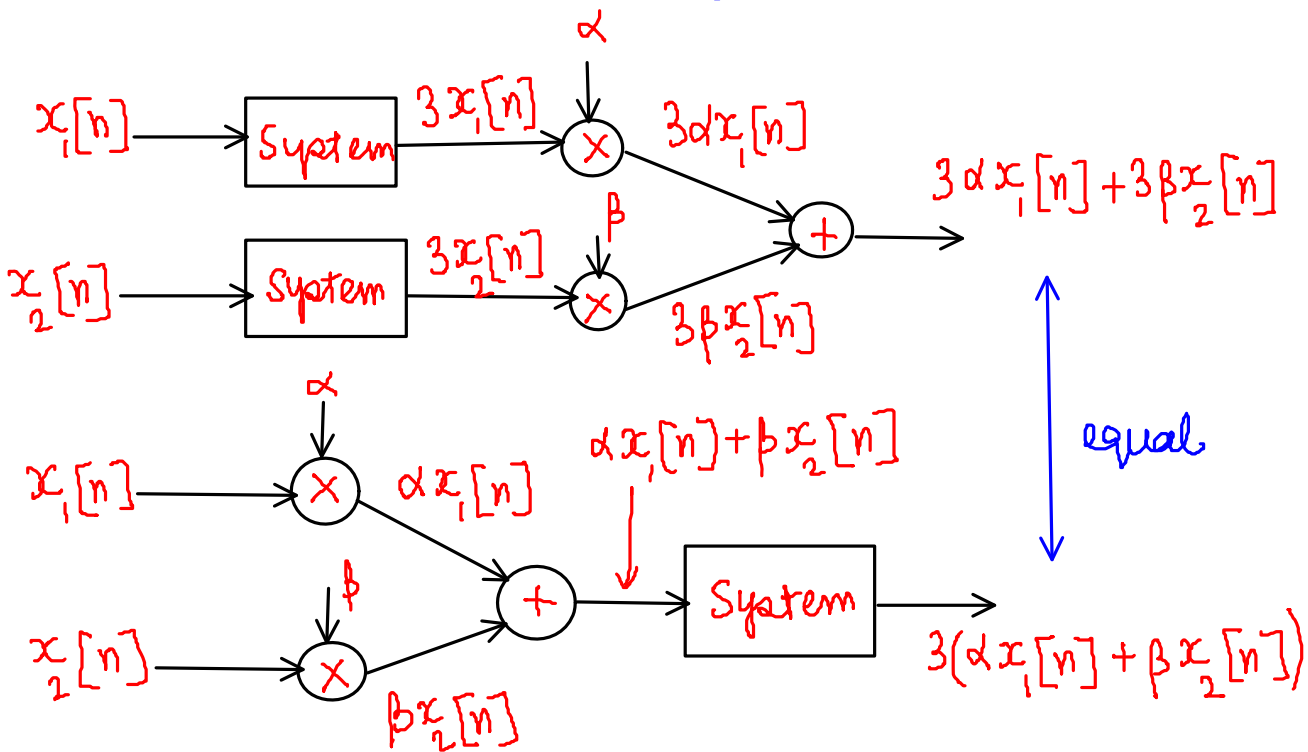 α
x₁[n] System 3x₁[n] × 3αx₁[n]
3αx₁[n] + 3βx₂[n]
β
+
x₂[n] System 3x₂[n] × 3βx₂[n]
α
αx₁[n] + βx₂[n]
equal
x₁[n] × αx₁[n]
β
+ System
x₂[n] × βx₂[n]
3(αx₁[n] + βx₂[n])